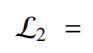 ℒ₂ =